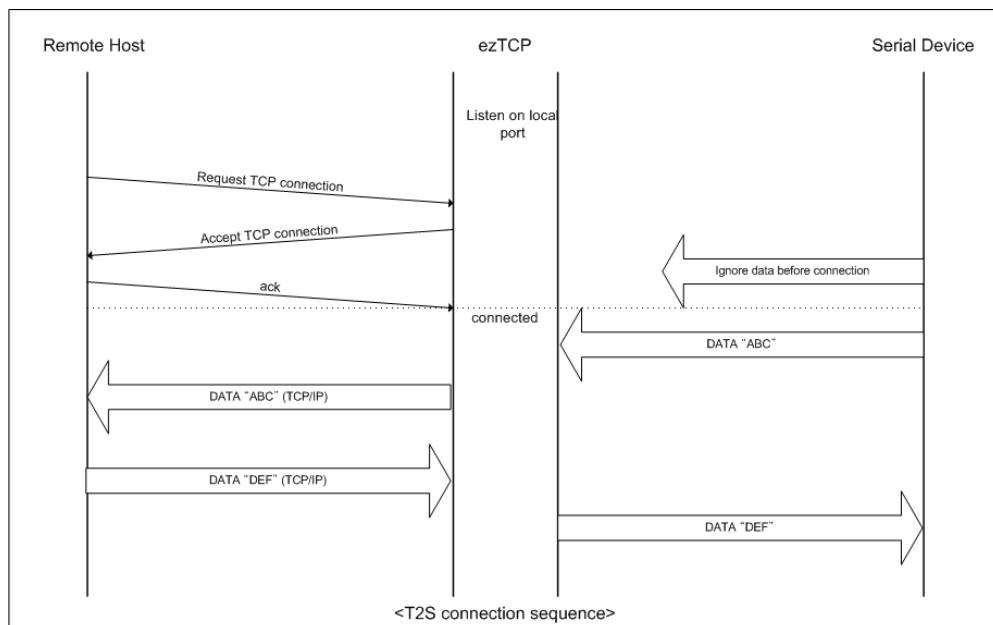 Remote Host
ezTCP
Serial Device
Listen on local
port
Request TCP connection
Accept TCP connection
Ignore data before connection
ack
connected
DATA “ABC”
DATA “ABC” (TCP/IP)
DATA “DEF” (TCP/IP)
DATA “DEF”
<T2S connection sequence>